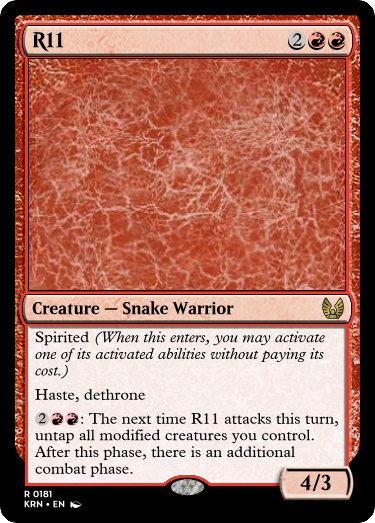 R11
2
Creature — Snake Warrior
Spirited (When this enters, you may activate
one of its activated abilities without paying its
cost.)
Haste, dethrone
2: The next time R11 attacks this turn,
untap all modified creatures you control.
After this phase, there is an additional
combat phase.
4/3
R 0181
KRN • EN